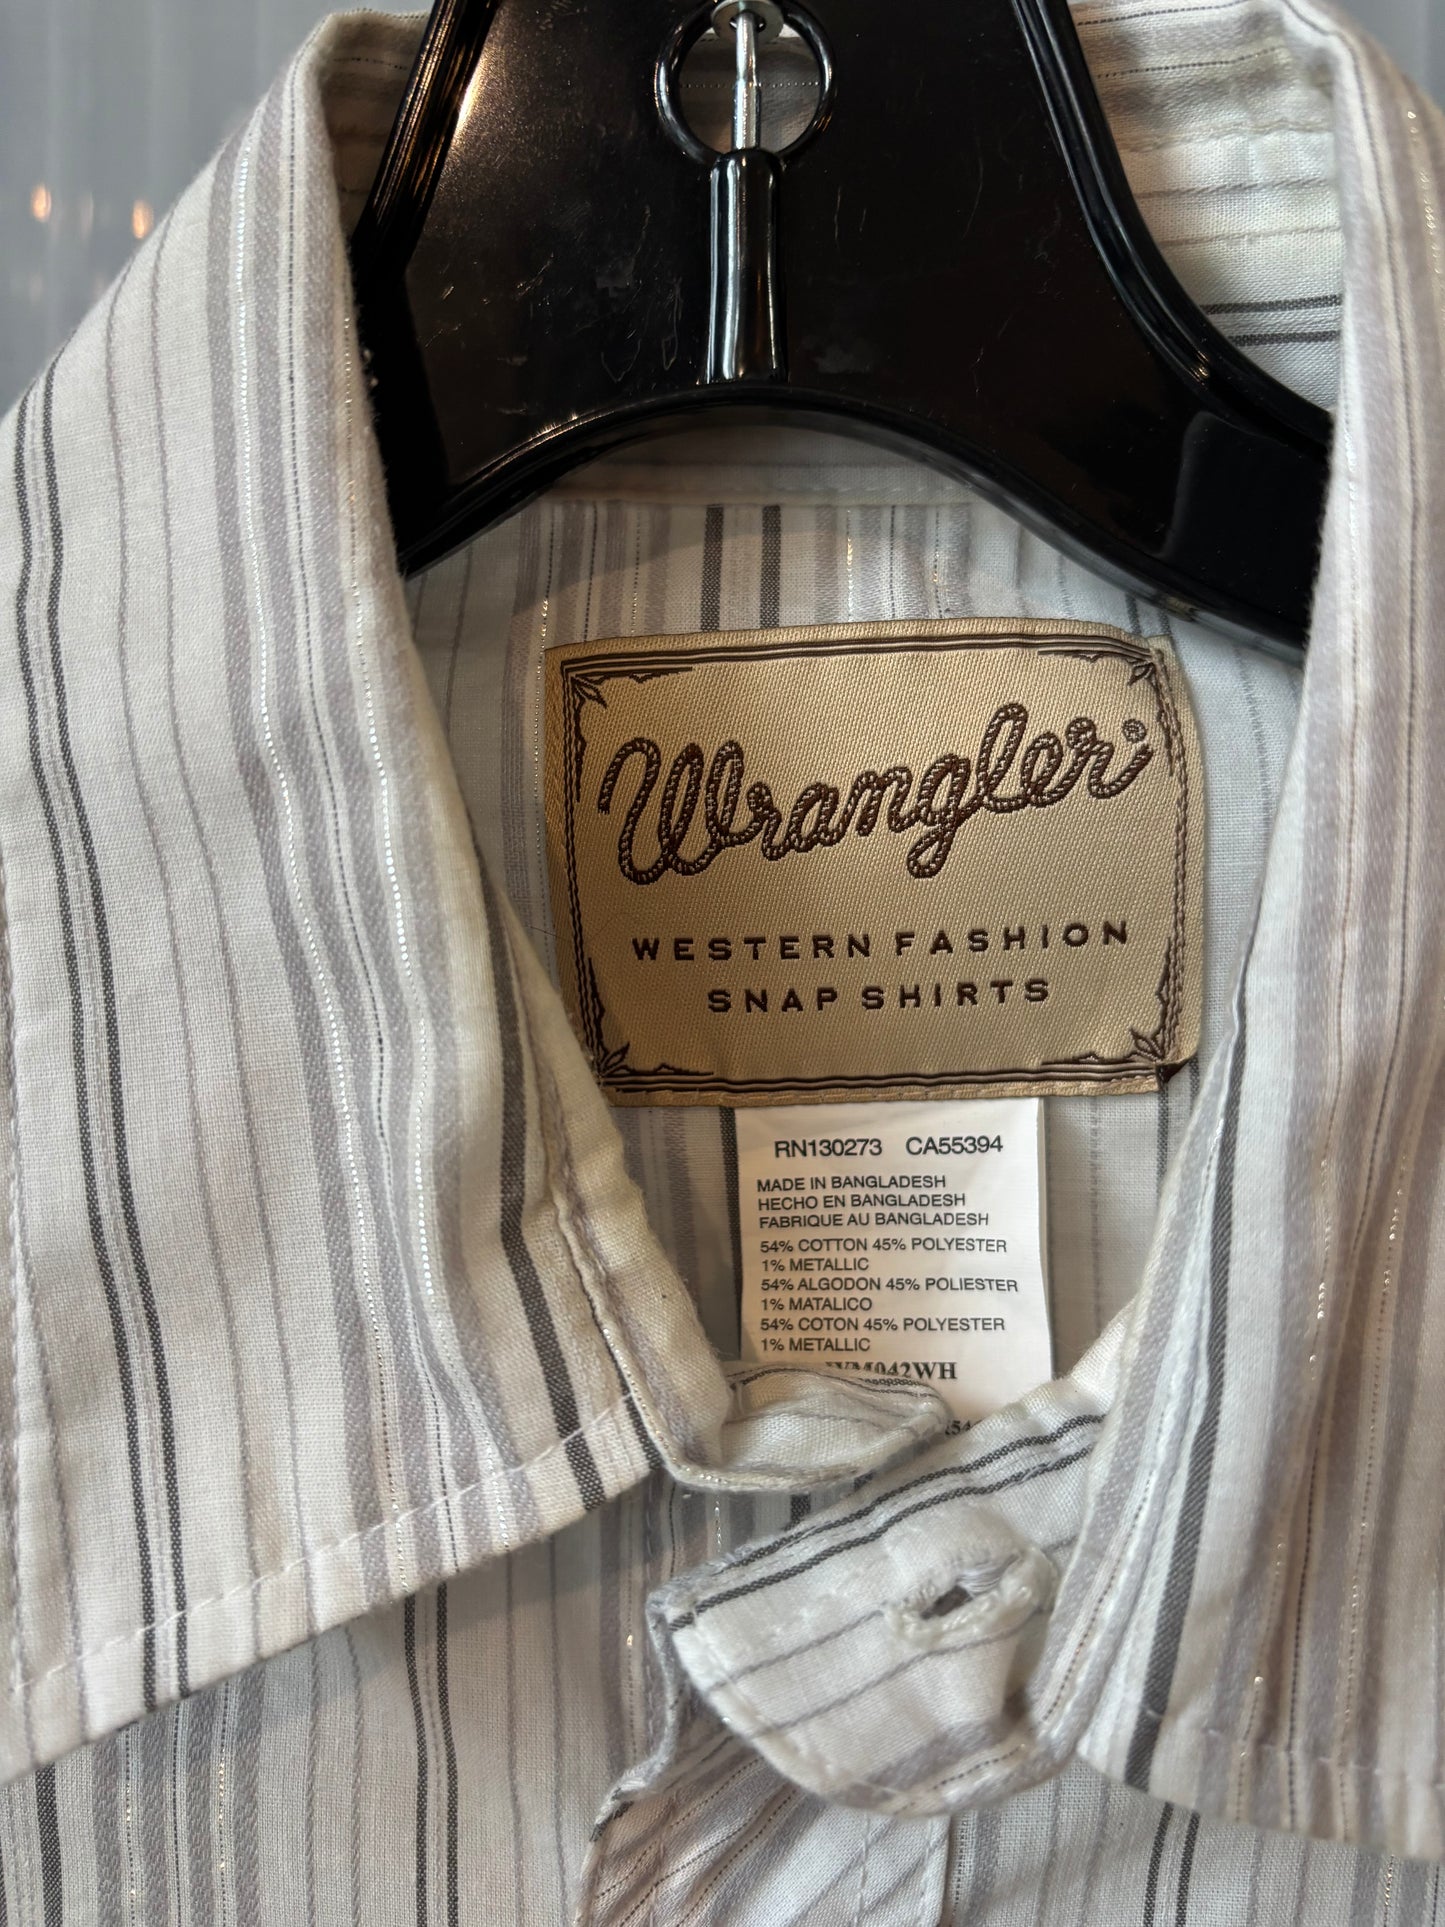 Wrangler®
WESTERN FASHION
SNAP SHIRTS
RN130273 CA55394
MADE IN BANGLADESH
HECHO EN BANGLADESH
FABRIQUE AU BANGLADESH
54% COTTON 45% POLYESTER
1% METALLIC
54% ALGODON 45% POLIESTER
1% MATALICO
54% COTON 45% POLYESTER
1% METALLIC